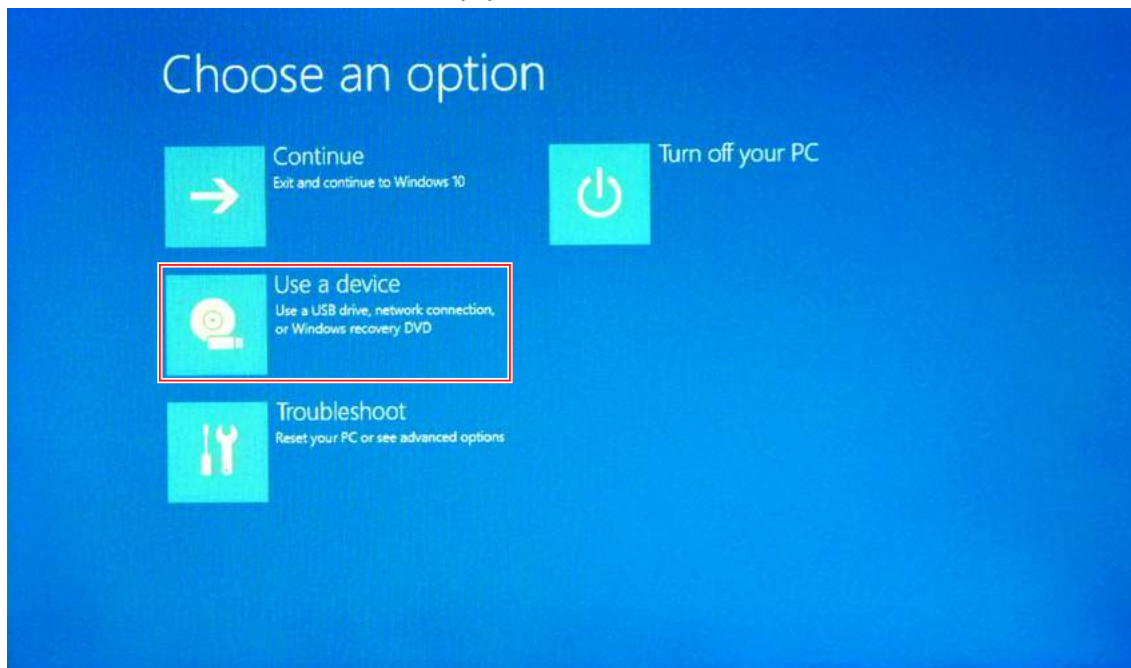 Choose an option
Continue
Exit and continue to Windows 10
Turn off your PC
Use a device
Use a USB drive, network connection,
or Windows recovery DVD
Troubleshoot
Reset your PC or see advanced options